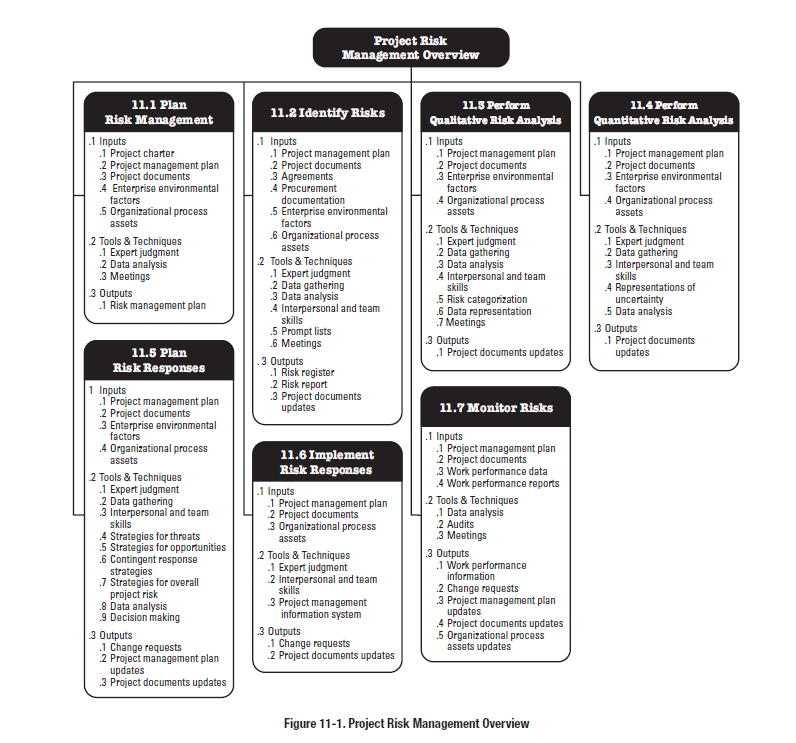 Project Risk
Management Overview
11.1 Plan
Risk Management
.1 Inputs
.1 Project charter
.2 Project management plan
.3 Project documents
.4 Enterprise environmental
factors
.5 Organizational process
assets
.2 Tools & Techniques
.1 Expert judgment
.2 Data analysis
.3 Meetings
.3 Outputs
.1 Risk management plan
11.2 Identify Risks
.1 Inputs
.1 Project management plan
.2 Project documents
.3 Agreements
.4 Procurement
documentation
.5 Enterprise environmental
factors
.6 Organizational process
assets
.2 Tools & Techniques
.1 Expert judgment
.2 Data gathering
.3 Data analysis
.4 Interpersonal and team
skills
.5 Prompt lists
.6 Meetings
.3 Outputs
.1 Risk register
.2 Risk report
.3 Project documents
updates
11.3 Perform
Qualitative Risk Analysis
.1 Inputs
.1 Project management plan
.2 Project documents
.3 Enterprise environmental
factors
.4 Organizational process
assets
.2 Tools & Techniques
.1 Expert judgment
.2 Data gathering
.3 Data analysis
.4 Interpersonal and team
skills
.5 Risk categorization
.6 Data representation
.7 Meetings
.3 Outputs
.1 Project documents updates
11.4 Perform
Quantitative Risk Analysis
.1 Inputs
.1 Project management plan
.2 Project documents
.3 Enterprise environmental
factors
.4 Organizational process
assets
.2 Tools & Techniques
.1 Expert judgment
.2 Data gathering
.3 Interpersonal and team
skills
.4 Representations of
uncertainty
.5 Data analysis
.3 Outputs
.1 Project documents
updates
11.5 Plan
Risk Responses
1 Inputs
.1 Project management plan
.2 Project documents
.3 Enterprise environmental
factors
.4 Organizational process
assets
.2 Tools & Techniques
.1 Expert judgment
.2 Data gathering
.3 Interpersonal and team
skills
.4 Strategies for threats
.5 Strategies for opportunities
.6 Contingent response
strategies
.7 Strategies for overall
project risk
.8 Data analysis
.9 Decision making
.3 Outputs
.1 Change requests
.2 Project management plan
updates
.3 Project documents updates
11.6 Implement
Risk Responses
.1 Inputs
.1 Project management plan
.2 Project documents
.3 Organizational process
assets
.2 Tools & Techniques
.1 Expert judgment
.2 Interpersonal and team
skills
.3 Project management
information system
.3 Outputs
.1 Change requests
.2 Project documents updates
11.7 Monitor Risks
.1 Inputs
.1 Project management plan
.2 Project documents
.3 Work performance data
.4 Work performance reports
.2 Tools & Techniques
.1 Data analysis
.2 Audits
.3 Meetings
.3 Outputs
.1 Work performance
information
.2 Change requests
.3 Project management plan
updates
.4 Project documents updates
.5 Organizational process
assets updates
Figure 11-1. Project Risk Management Overview